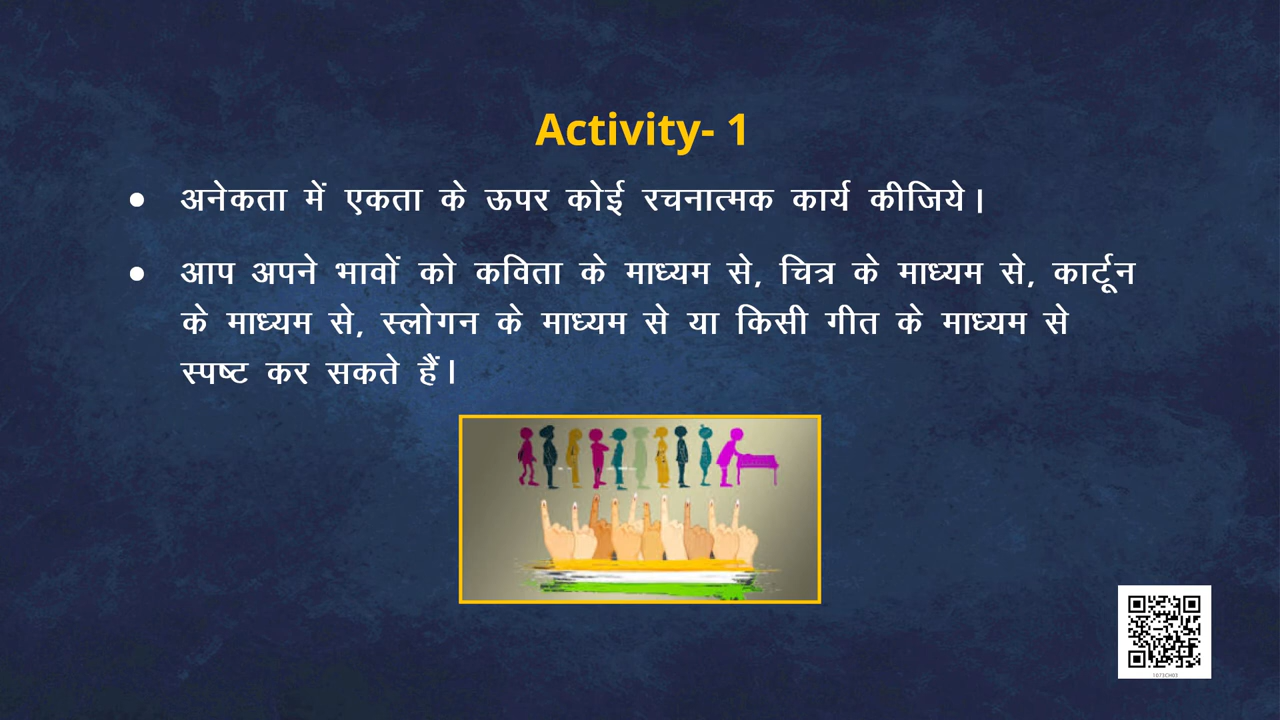 Activity- 1
• अनेकता में एकता के ऊपर कोई रचनात्मक कार्य कीजिये।
• आप अपने भावों को कविता के माध्यम से, चित्र के माध्यम से, कार्टून
के माध्यम से, स्लोगन के माध्यम से या किसी गीत के माध्यम से
स्पष्ट कर सकते हैं।
1073CH03